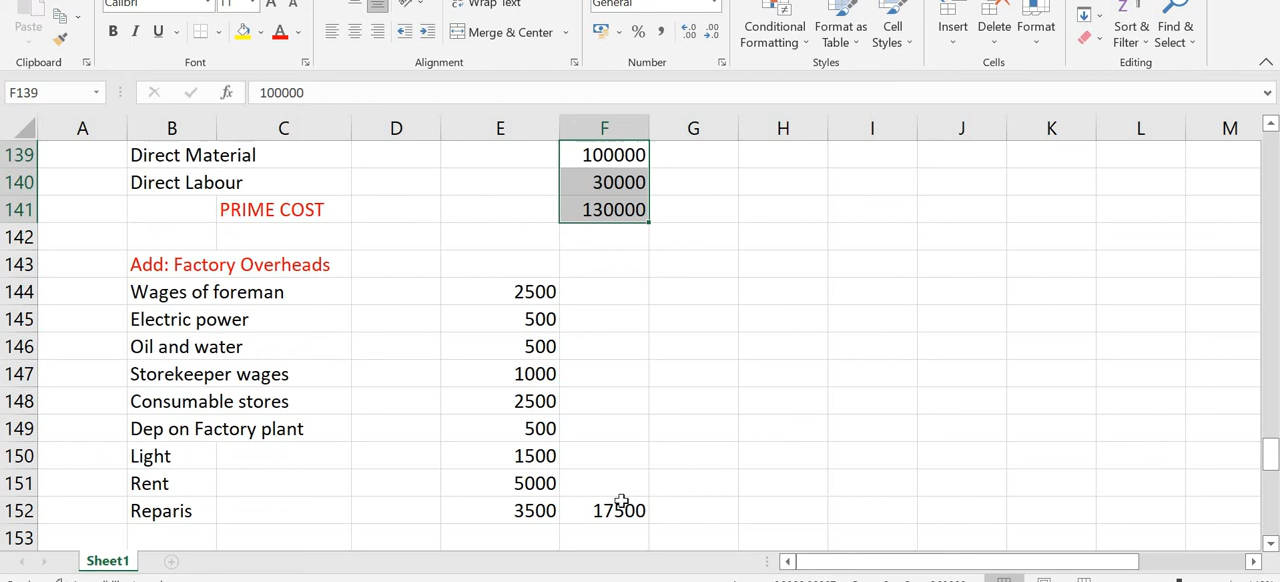 Calibri 11 General
Paste Wrap Text
B I U Merge & Center % , Conditional Format as Cell Insert Delete Format Sort & Find &
Formatting Table Styles Filter Select
Clipboard Font Alignment Number Styles Cells Editing
F139 fx 100000
A B C D E F G H I J K L M
139 Direct Material 100000
140 Direct Labour 30000
141 PRIME COST 130000
142
143 Add: Factory Overheads
144 Wages of foreman 2500
145 Electric power 500
146 Oil and water 500
147 Storekeeper wages 1000
148 Consumable stores 2500
149 Dep on Factory plant 500
150 Light 1500
151 Rent 5000
152 Reparis 3500 17500
153
Sheet1